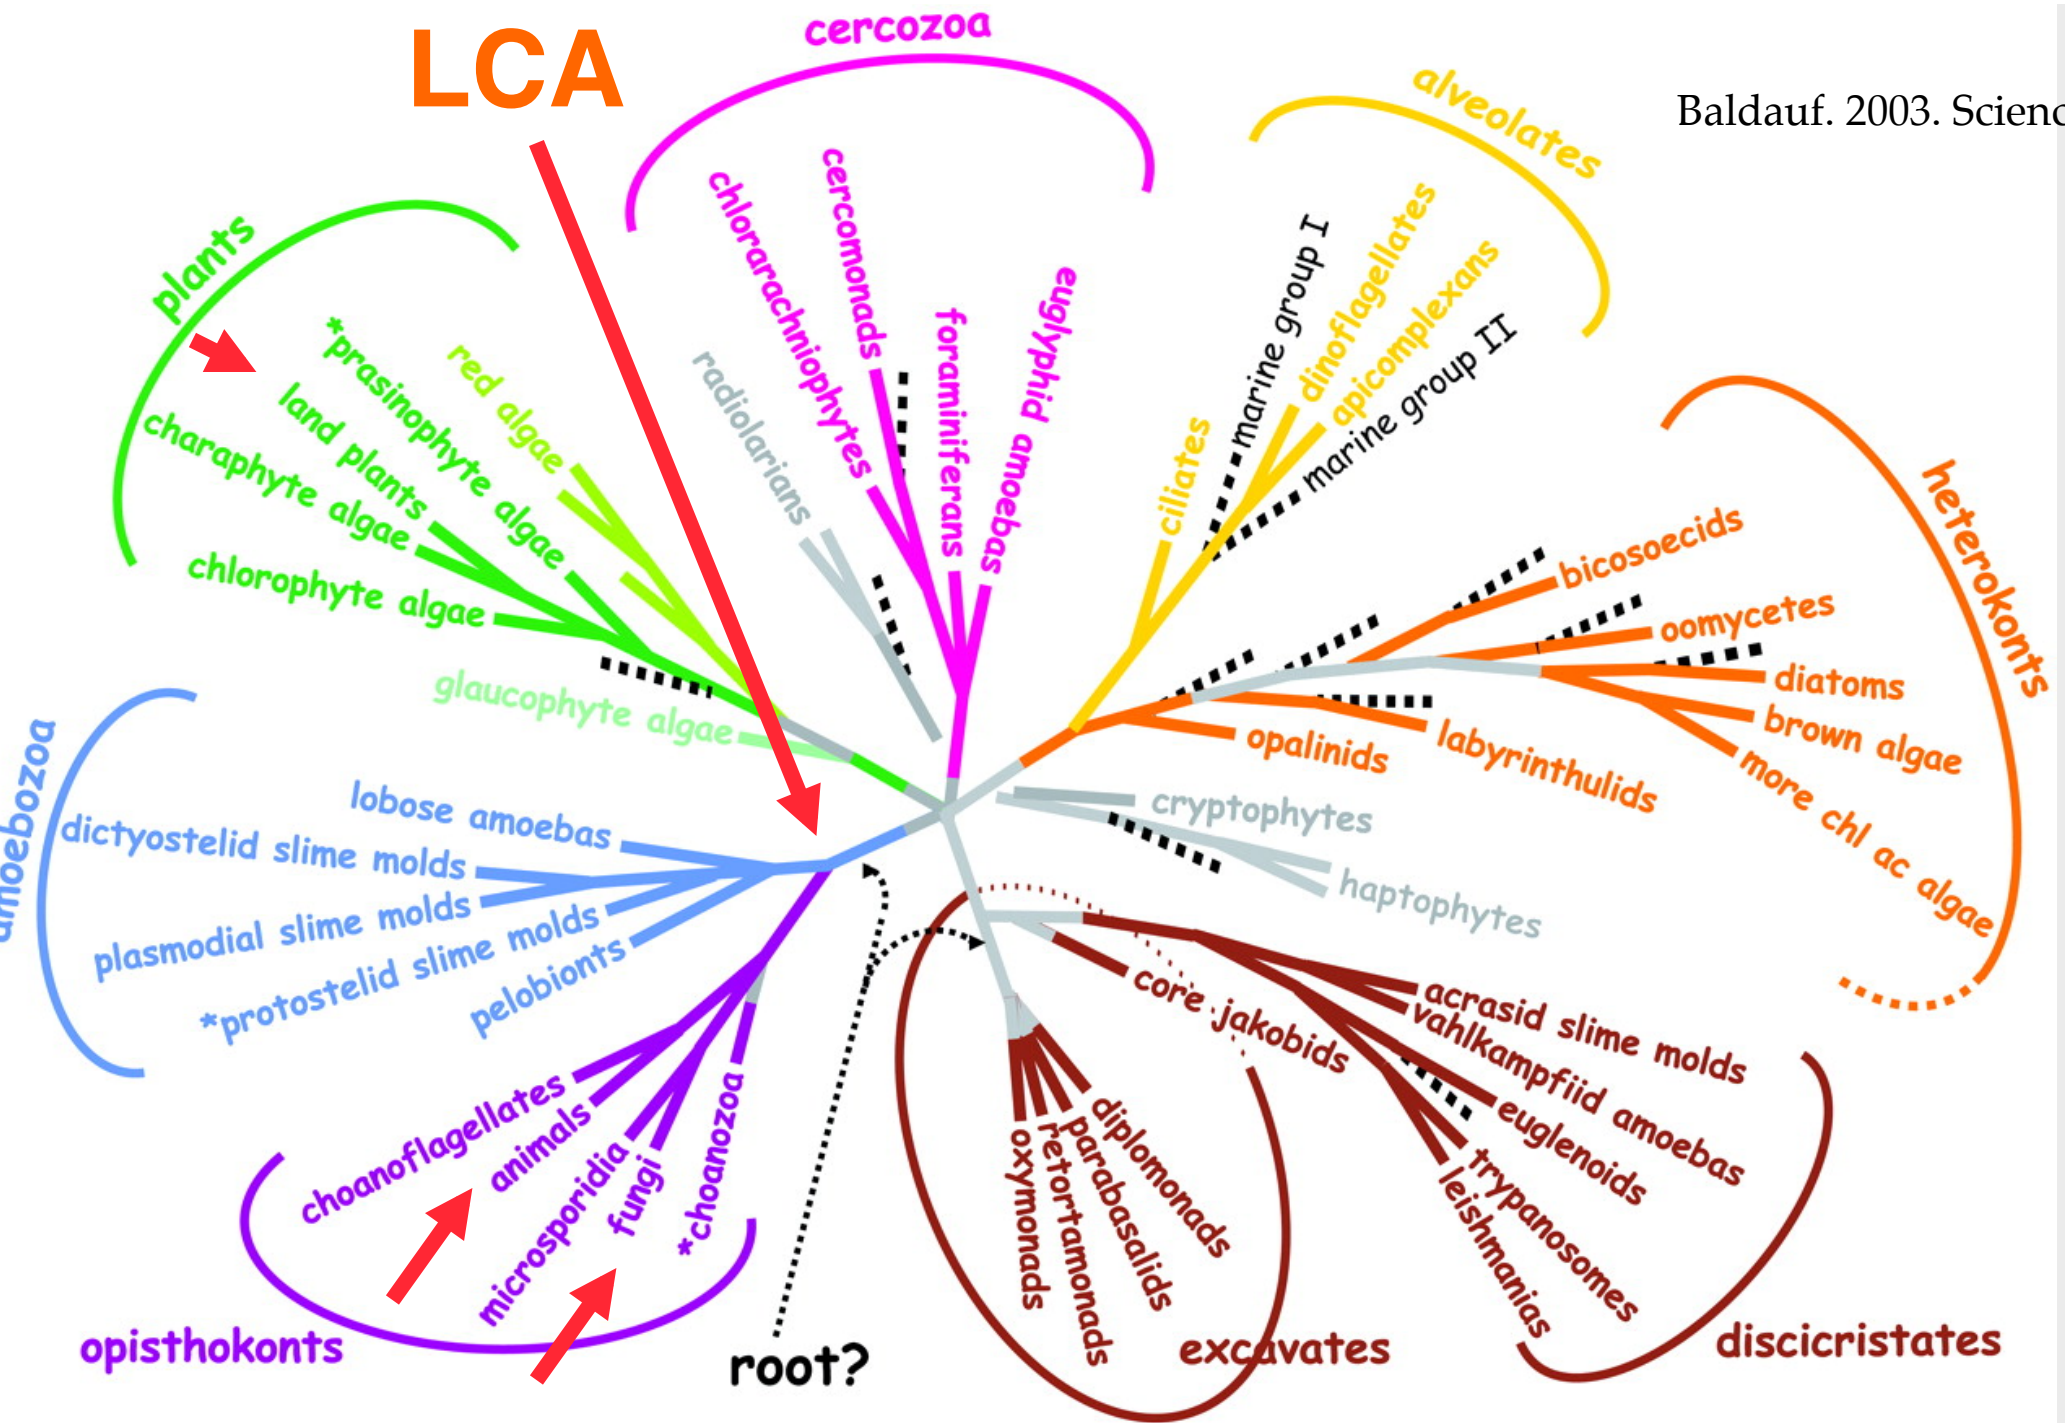 LCA
cercozoa
alveolates
Baldauf. 2003. Scienc
plants
*prasinophyte algae
red algae
land plants
charaphyte algae
chlorophyte algae
glaucophyte algae
radiolarians
chlorarachniophytes
cercomonads
foraminiferans
euglyphid amoebas
ciliates
marine group I
dinoflagellates
apicomplexans
marine group II
heterokonts
bicosoecids
oomycetes
diatoms
brown algae
more chl ac algae
labyrinthulids
opalinids
cryptophytes
haptophytes
amoebozoa
lobose amoebas
dictyostelid slime molds
plasmodial slime molds
*protostelid slime molds
pelobionts
choanoflagellates
animals
microsporidia
fungi
*choanozoa
opisthokonts
root?
core jakobids
acrasid slime molds
vahlkampfiid amoebas
euglenoids
trypanosomes
leishmanias
diplomonads
parabasalids
retortamonads
oxymonads
excavates
discicristates